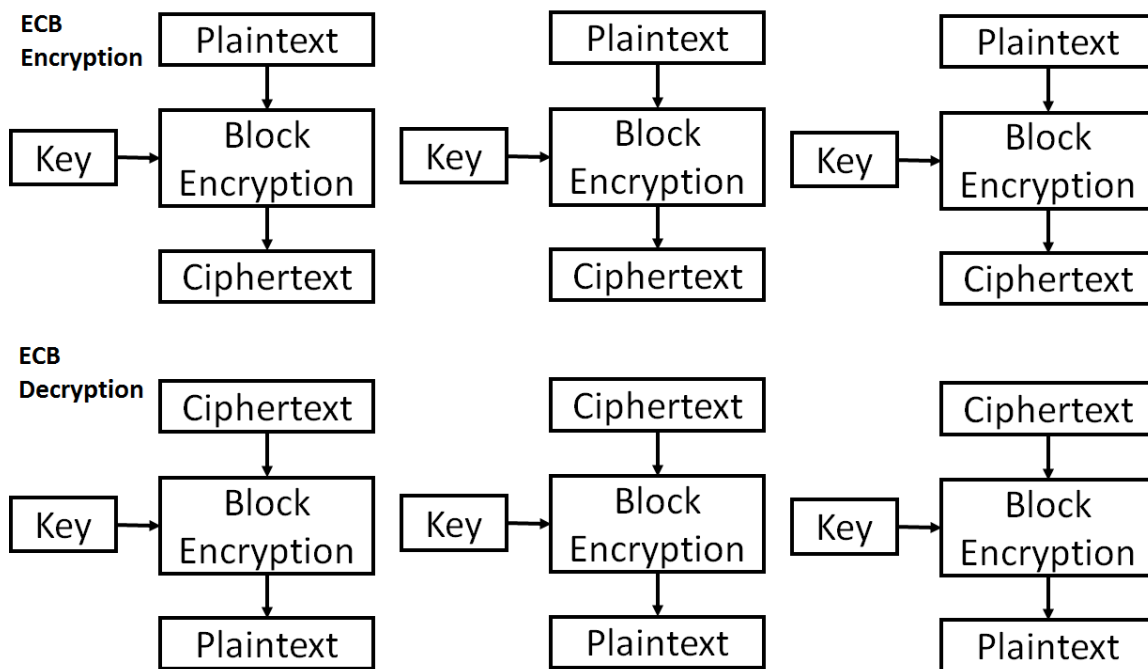 ECB
Encryption
Plaintext
Plaintext
Plaintext
Key
Block
Encryption
Key
Block
Encryption
Key
Block
Encryption
Ciphertext
Ciphertext
Ciphertext
ECB
Decryption
Ciphertext
Ciphertext
Ciphertext
Key
Block
Encryption
Key
Block
Encryption
Key
Block
Encryption
Plaintext
Plaintext
Plaintext